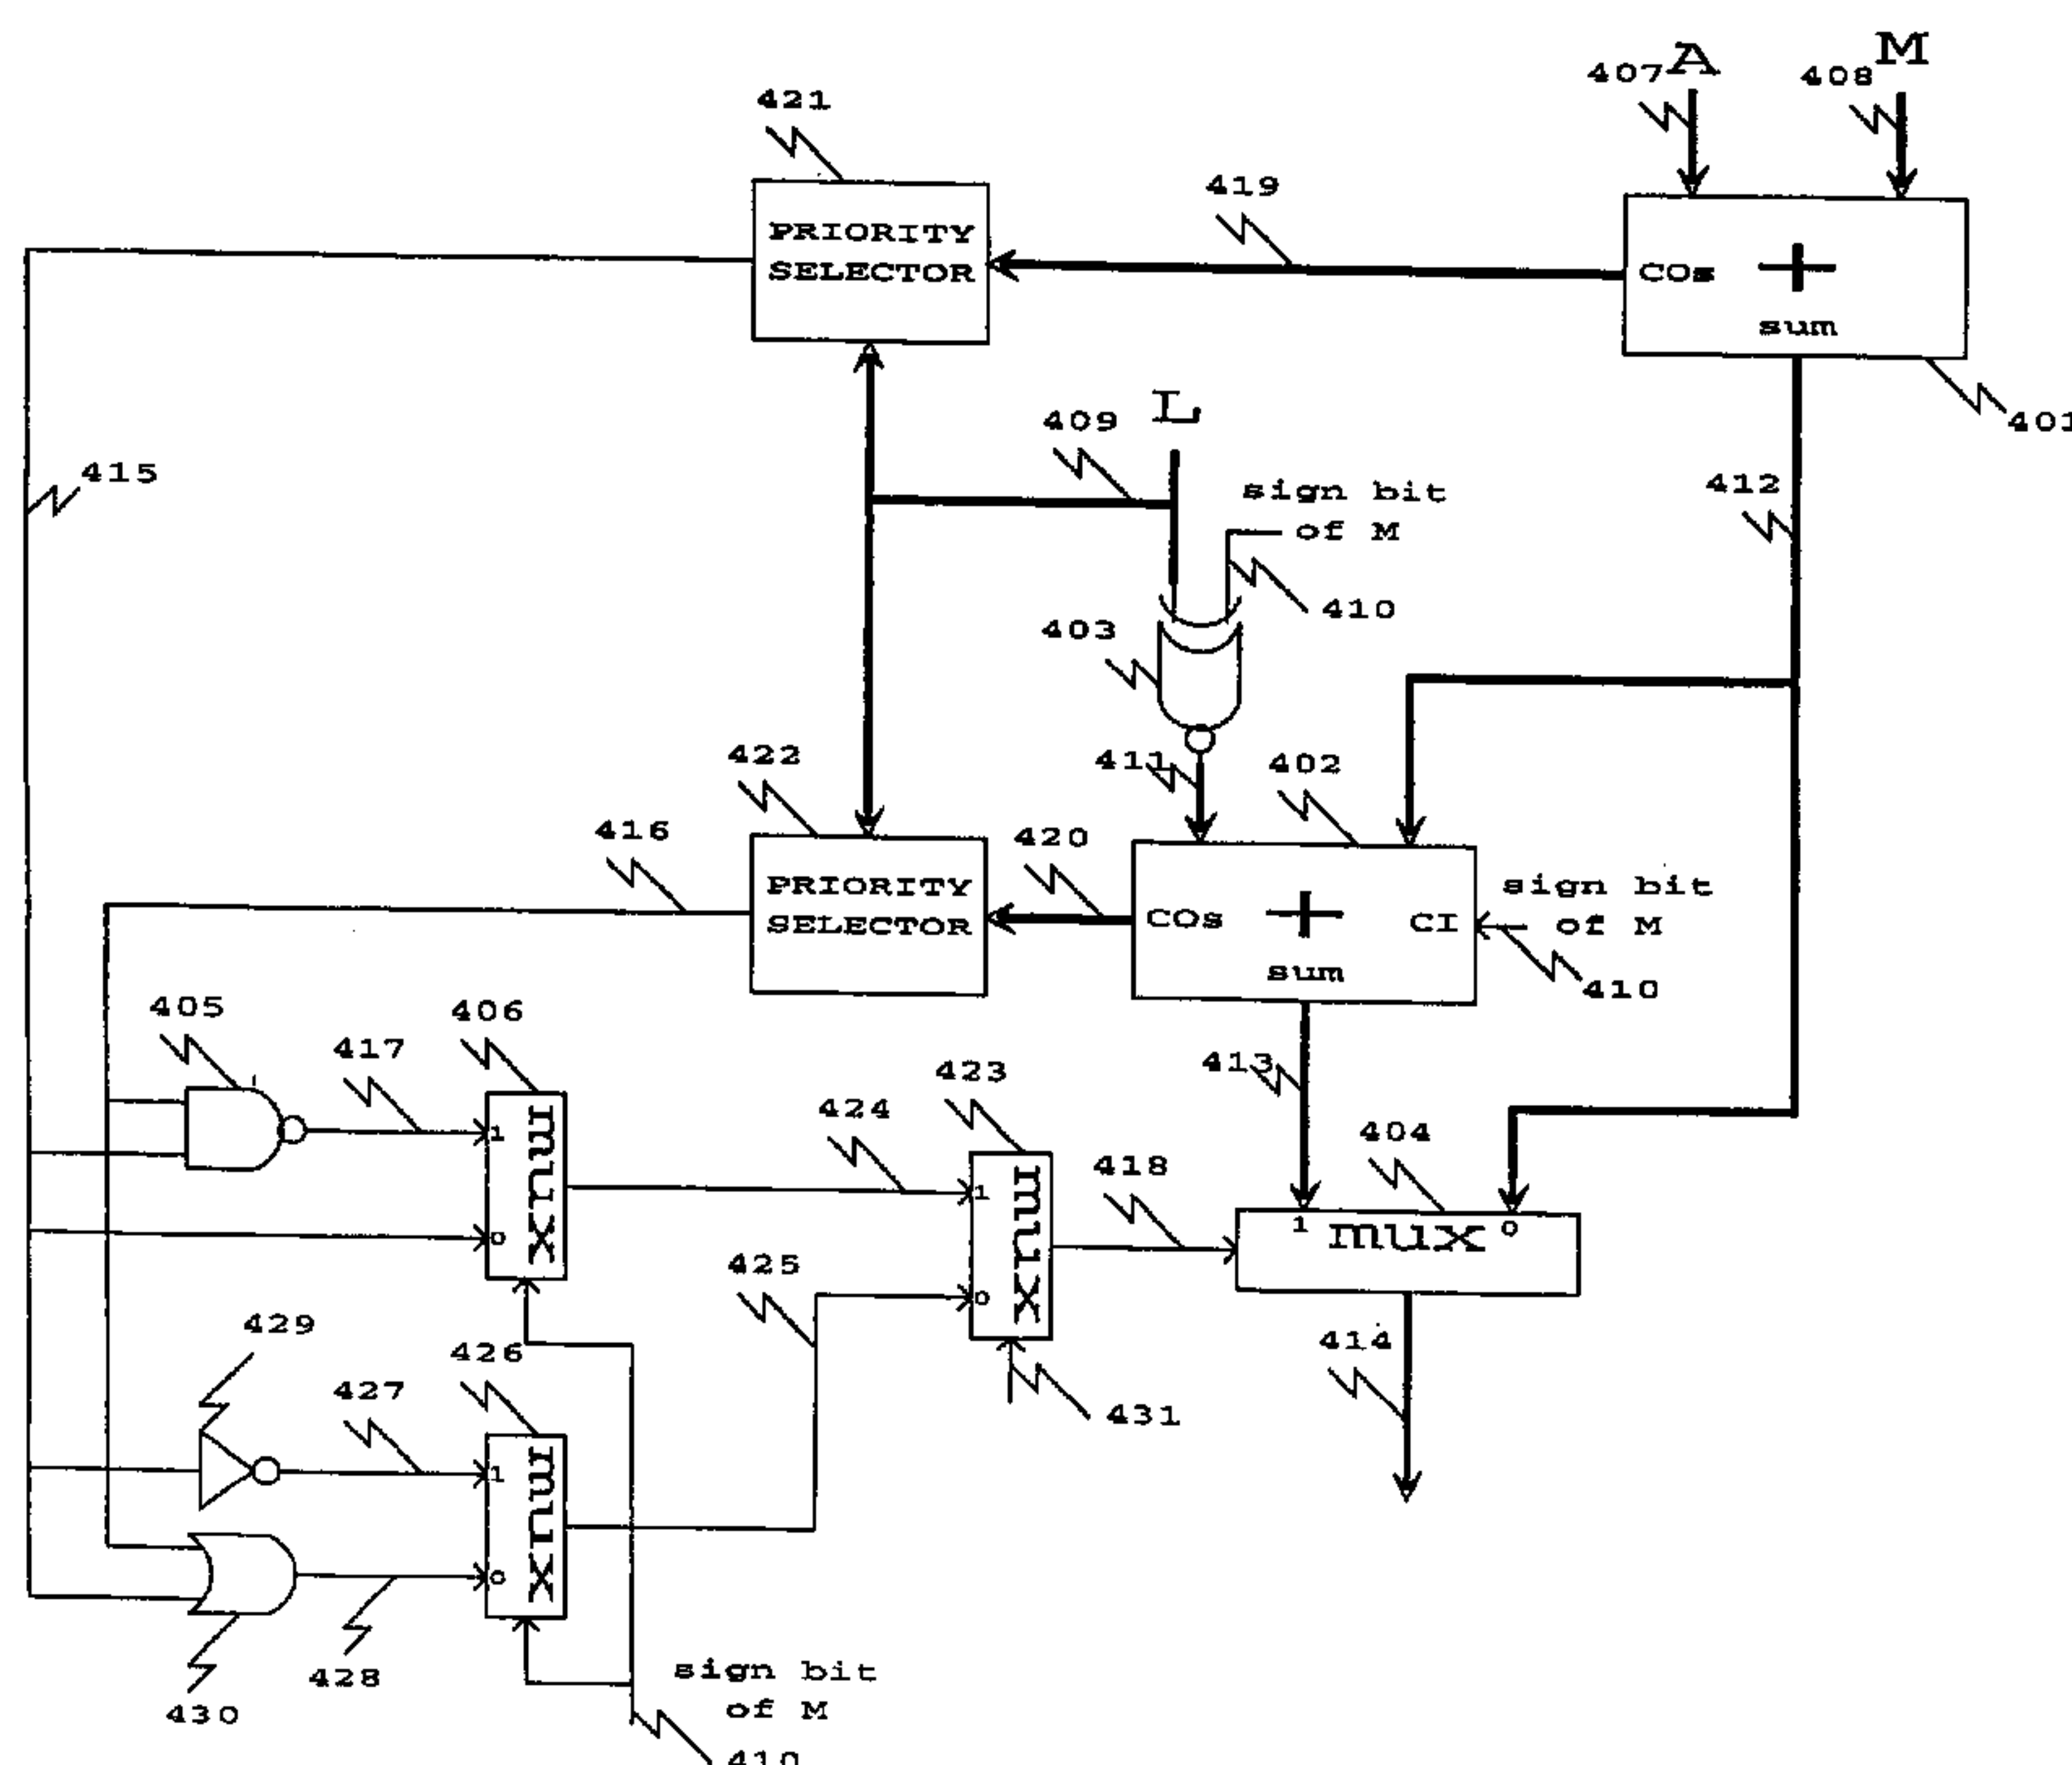 407 A
408 M
421
419
PRIORITY
SELECTOR
COs +
sum
401
409
L
415
sign bit
of M
412
410
403
422
411
402
416
420
PRIORITY
SELECTOR
COs + CI
sum
sign bit
of M
410
405
406
417
413
423
424
1
mux
0
404
418
1
mux
0
1 mux 0
425
429
426
414
427
431
1
mux
0
428
430
sign bit
of M
410